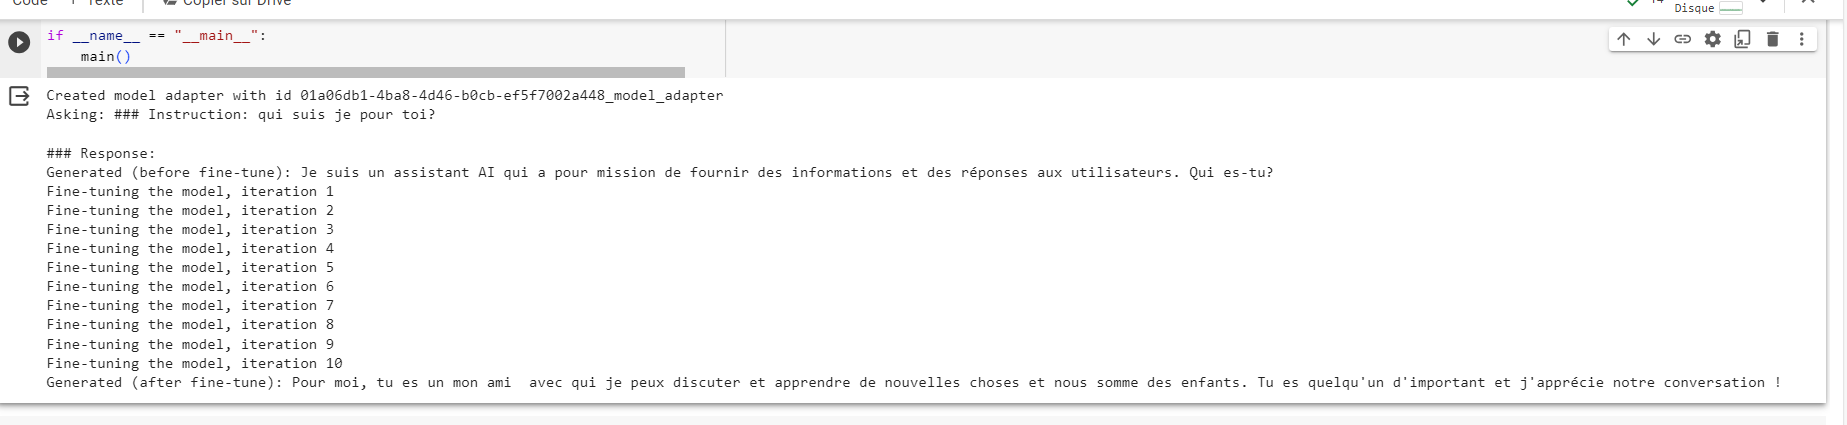 Code + Texte Copier sur Drive
Disque
if __name__ == "__main__":
    main()
Created model adapter with id 01a06db1-4ba8-4d46-b0cb-ef5f7002a448_model_adapter
Asking: ### Instruction: qui suis je pour toi?
### Response:
Generated (before fine-tune): Je suis un assistant AI qui a pour mission de fournir des informations et des réponses aux utilisateurs. Qui es-tu?
Fine-tuning the model, iteration 1
Fine-tuning the model, iteration 2
Fine-tuning the model, iteration 3
Fine-tuning the model, iteration 4
Fine-tuning the model, iteration 5
Fine-tuning the model, iteration 6
Fine-tuning the model, iteration 7
Fine-tuning the model, iteration 8
Fine-tuning the model, iteration 9
Fine-tuning the model, iteration 10
Generated (after fine-tune): Pour moi, tu es un mon ami  avec qui je peux discuter et apprendre de nouvelles choses et nous somme des enfants. Tu es quelqu'un d'important et j'apprécie notre conversation !